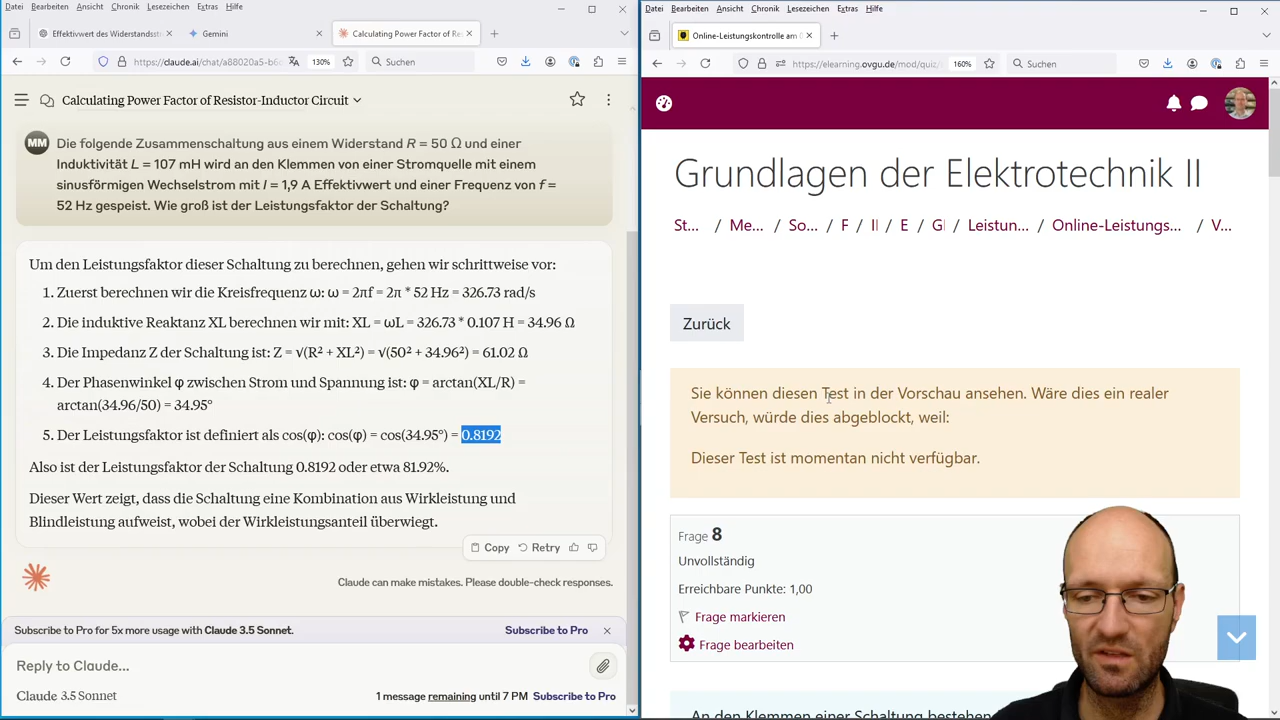 Datei Bearbeiten Ansicht Chronik Lesezeichen Extras Hilfe
Effektivwert des Widerstandsst
Gemini
Calculating Power Factor of Res
https://claude.ai/chat/a88020a5-b6
130%
Suchen
Calculating Power Factor of Resistor-Inductor Circuit
MM
Die folgende Zusammenschaltung aus einem Widerstand R = 50 Ω und einer
Induktivität L = 107 mH wird an den Klemmen von einer Stromquelle mit einem
sinusförmigen Wechselstrom mit I = 1,9 A Effektivwert und einer Frequenz von f =
52 Hz gespeist. Wie groß ist der Leistungsfaktor der Schaltung?
Um den Leistungsfaktor dieser Schaltung zu berechnen, gehen wir schrittweise vor:
1. Zuerst berechnen wir die Kreisfrequenz ω: ω = 2πf = 2π * 52 Hz = 326.73 rad/s
2. Die induktive Reaktanz XL berechnen wir mit: XL = ωL = 326.73 * 0.107 H = 34.96 Ω
3. Die Impedanz Z der Schaltung ist: Z = √(R² + XL²) = √(50² + 34.96²) = 61.02 Ω
4. Der Phasenwinkel φ zwischen Strom und Spannung ist: φ = arctan(XL/R) =
arctan(34.96/50) = 34.95°
5. Der Leistungsfaktor ist definiert als cos(φ): cos(φ) = cos(34.95°) = 0.8192
Also ist der Leistungsfaktor der Schaltung 0.8192 oder etwa 81.92%.
Dieser Wert zeigt, dass die Schaltung eine Kombination aus Wirkleistung und
Blindleistung aufweist, wobei der Wirkleistungsanteil überwiegt.
Copy Retry
Claude can make mistakes. Please double-check responses.
Subscribe to Pro for 5x more usage with Claude 3.5 Sonnet.
Subscribe to Pro
Reply to Claude...
Claude 3.5 Sonnet
1 message remaining until 7 PM Subscribe to Pro
Datei Bearbeiten Ansicht Chronik Lesezeichen Extras Hilfe
Online-Leistungskontrolle am
https://elearning.ovgu.de/mod/quiz/
160%
Suchen
Grundlagen der Elektrotechnik II
St... / Me... / So... / F / II / E / Gl / Leistun... / Online-Leistungs... / V...
Zurück
Sie können diesen Test in der Vorschau ansehen. Wäre dies ein realer
Versuch, würde dies abgeblockt, weil:
Dieser Test ist momentan nicht verfügbar.
Frage 8
Unvollständig
Erreichbare Punkte: 1,00
Frage markieren
Frage bearbeiten
An den Klemmen einer Schaltung bestehen